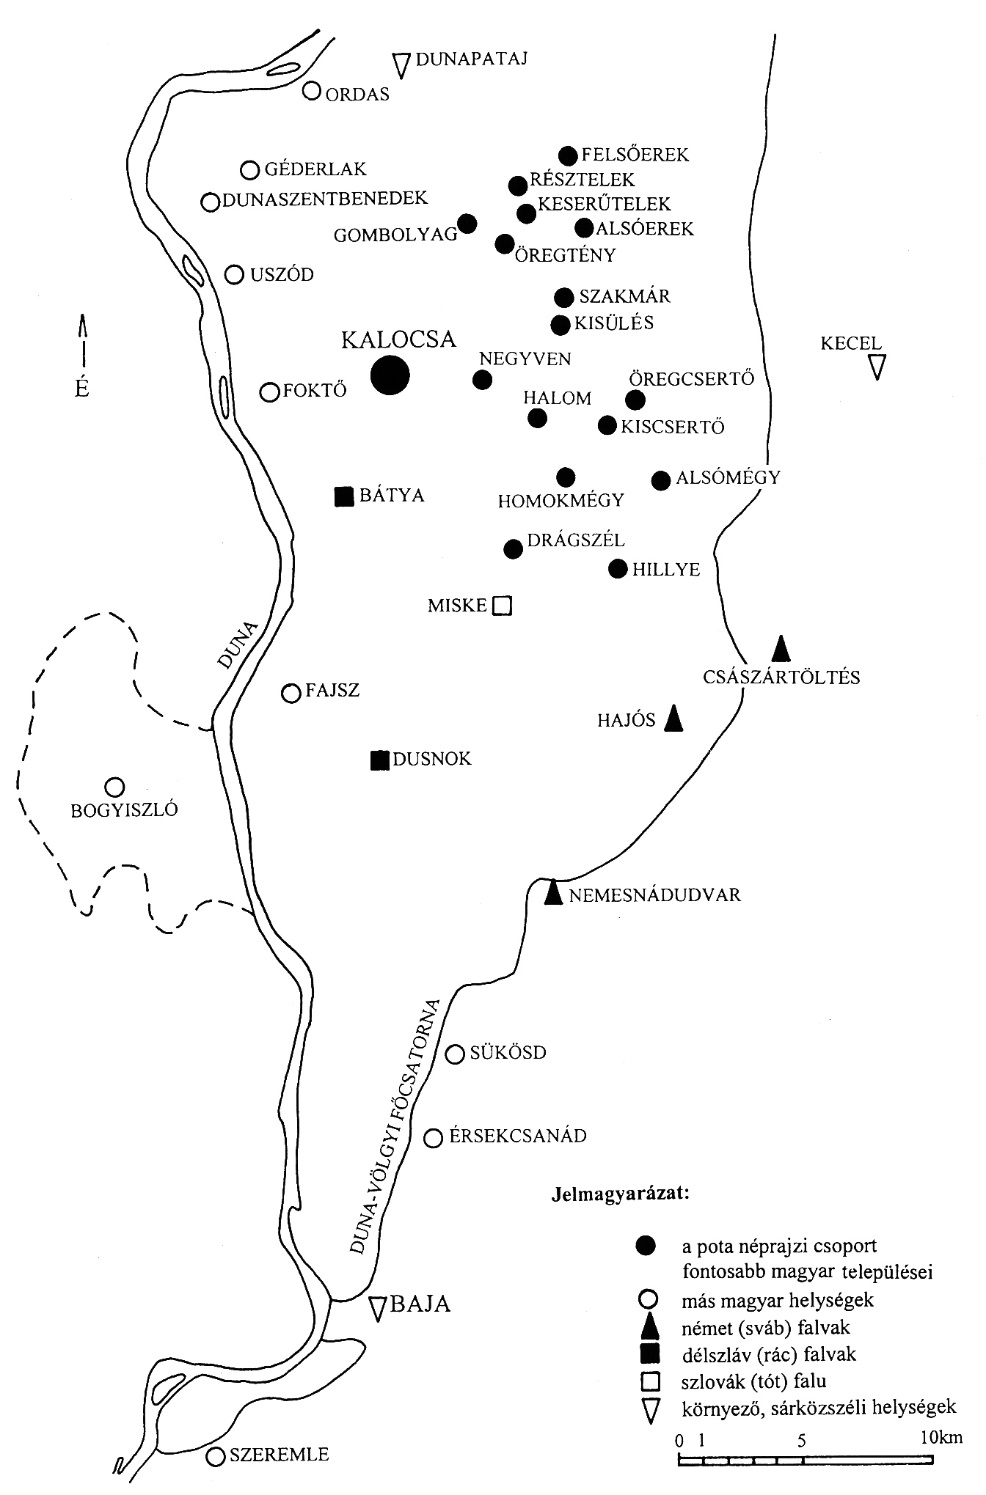 DUNAPATAJ
ORDAS
FELSŐEREK
GÉDERLAK
RÉSZTELEK
DUNASZENTBENEDEK
KESERŰTELEK
GOMBOLYAG
ALSÓEREK
ÖREGTÉNY
USZÓD
SZAKMÁR
KISÜLÉS
KALOCSA
KECEL
NEGYVEN
É
FOKTŐ
ÖREGCSERTŐ
HALOM
KISCSERTŐ
ALSÓMÉGY
BÁTYA
HOMOKMÉGY
DRÁGSZÉL
HILLYE
MISKE
DUNA
CSÁSZÁRTÖLTÉS
FAJSZ
HAJÓS
DUSNOK
BOGYISZLÓ
NEMESNÁDUDVAR
DUNA-VÖLGYI FŐCSATORNA
SÜKÖSD
ÉRSEKCSANÁD
BAJA
SZEREMLE
Jelmagyarázat:
a pota néprajzi csoport
fontosabb magyar települései
más magyar helységek
német (sváb) falvak
délszláv (rác) falvak
szlovák (tót) falu
környező, sárközszéli helységek
0 1 5 10km